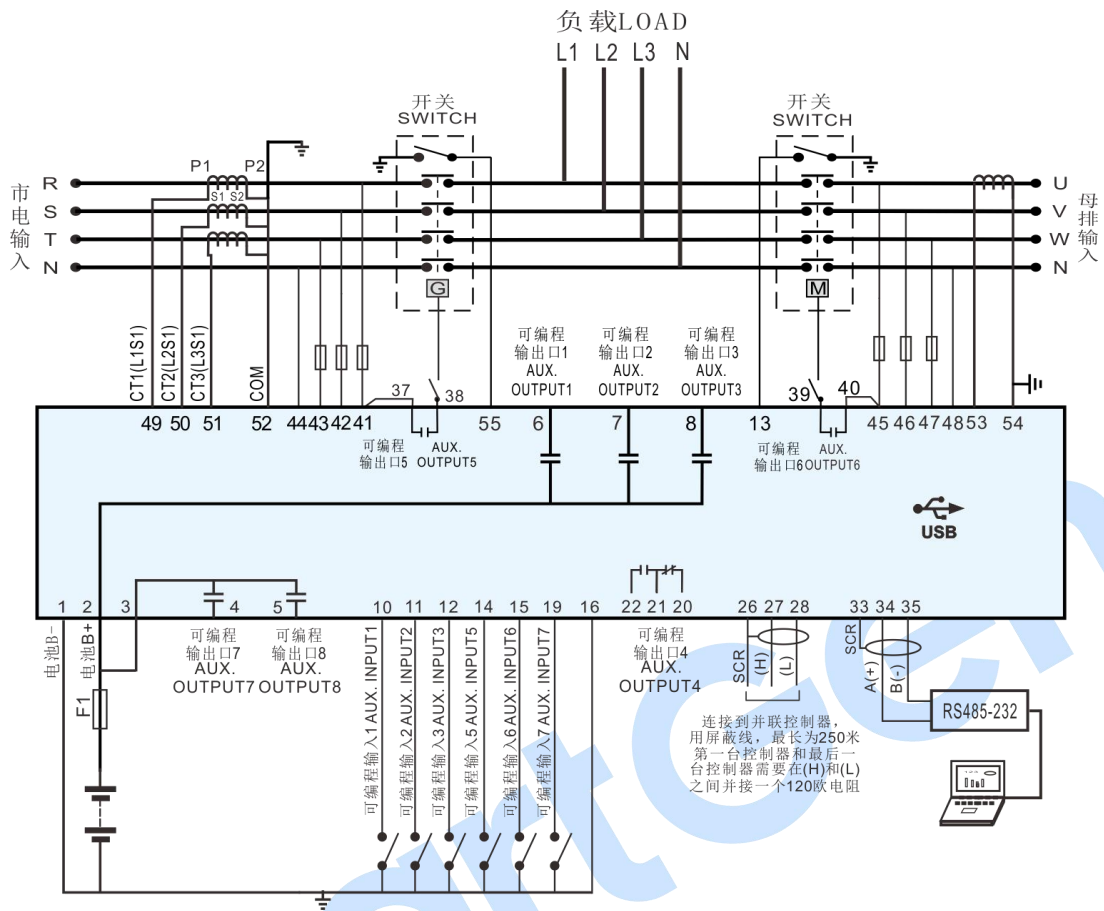 负载LOAD
L1 L2 L3 N
开关
SWITCH
开关
SWITCH
P1 P2
S1 S2
市电输入
R
S
T
N
U
V
W
N
母排输入
G
M
CT1(L1S1)
CT2(L2S1)
CT3(L3S1)
COM
可编程
输出口1
AUX.
OUTPUT1
可编程
输出口2
AUX.
OUTPUT2
可编程
输出口3
AUX.
OUTPUT3
37 38
39 40
49 50 51 52 44 43 42 41 55 6 7 8 13 45 46 47 48 53 54
可编程
输出口5
AUX.
OUTPUT5
可编程
输出口6
AUX.
OUTPUT6
USB
1 2 3 4 5 10 11 12 14 15 19 16 22 21 20 26 27 28 33 34 35
电池B-
电池B+
F1
可编程
输出口7
AUX.
OUTPUT7
可编程
输出口8
AUX.
OUTPUT8
可编程输入1 AUX. INPUT1
可编程输入2 AUX. INPUT2
可编程输入3 AUX. INPUT3
可编程输入5 AUX. INPUT5
可编程输入6 AUX. INPUT6
可编程输入7 AUX. INPUT7
可编程
输出口4
AUX.
OUTPUT4
SCR
(H)
(L)
SCR
A(+)
B(-)
RS485-232
连接到并联控制器，
用屏蔽线，最长为250米
第一台控制器和最后一
台控制器需要在(H)和(L)
之间并接一个120欧电阻